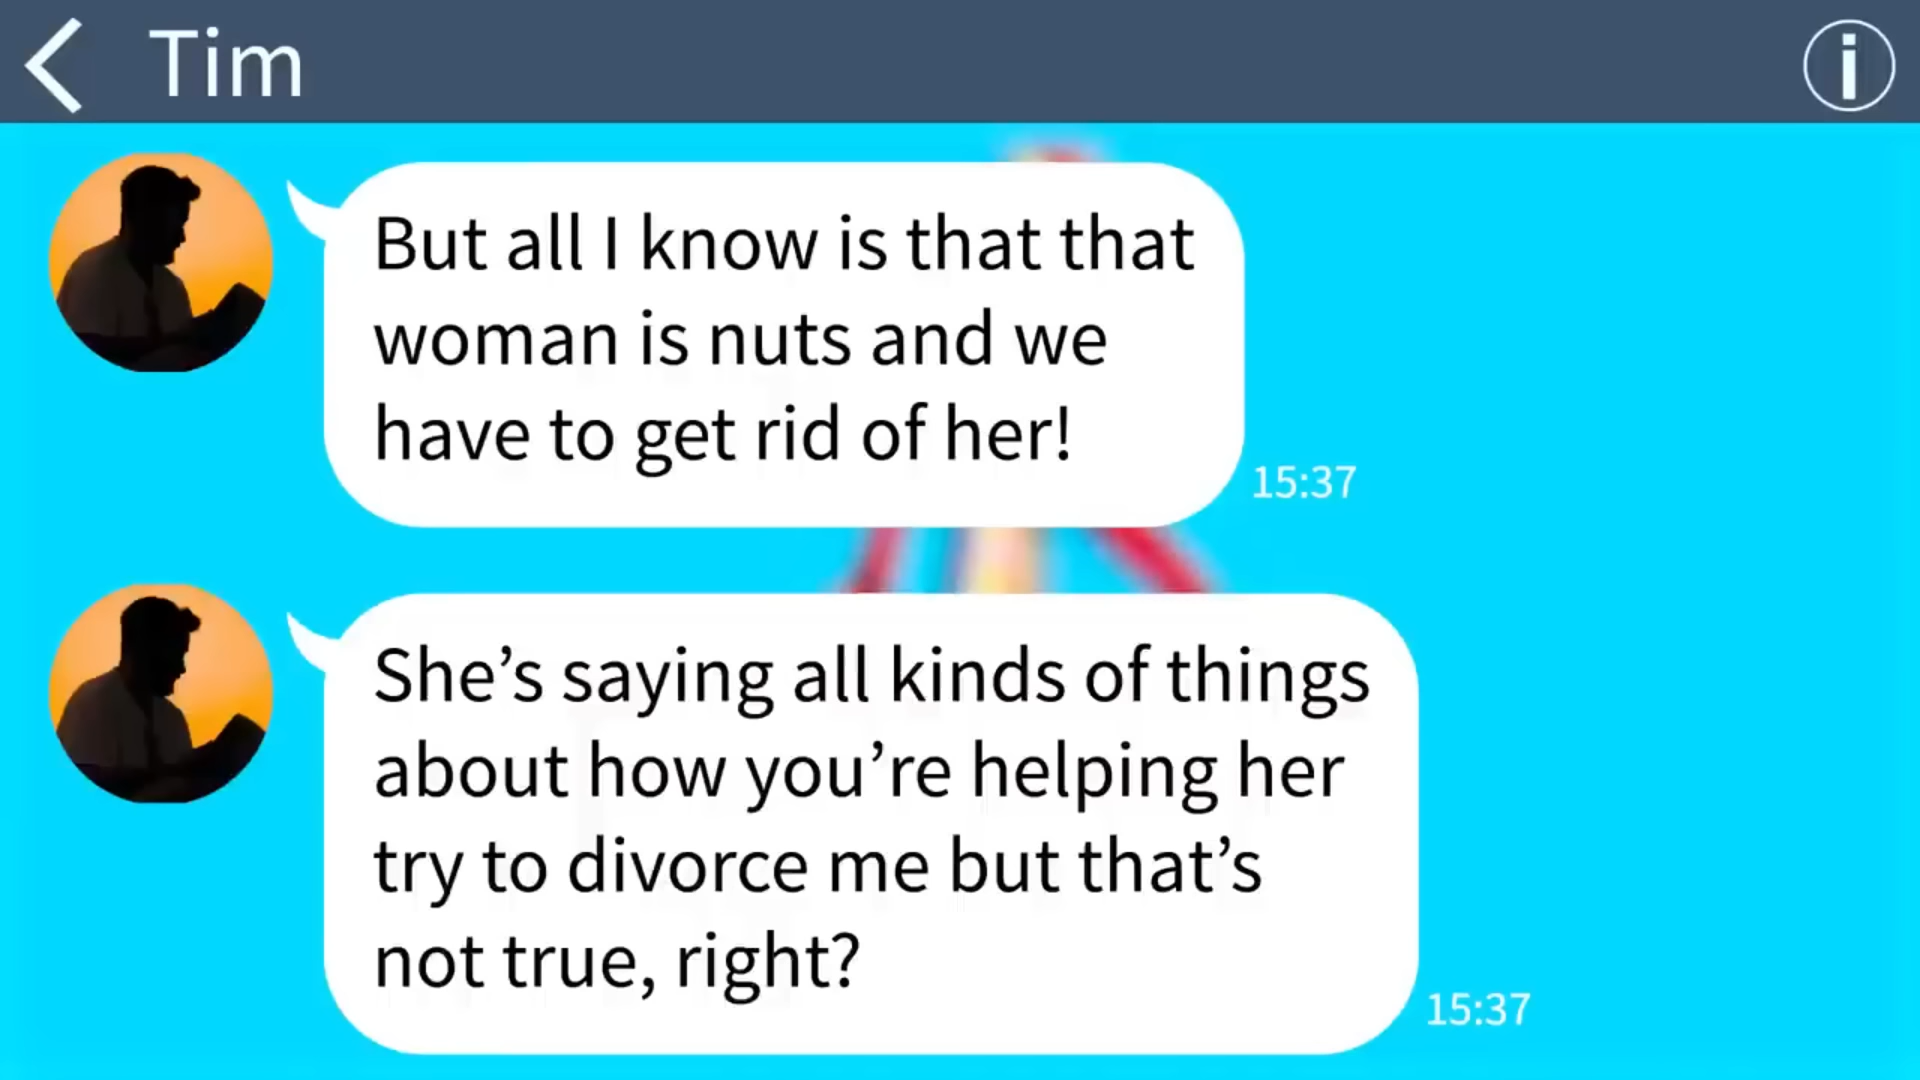 Tim
But all I know is that that
woman is nuts and we
have to get rid of her!
15:37
She’s saying all kinds of things
about how you’re helping her
try to divorce me but that’s
not true, right?
15:37